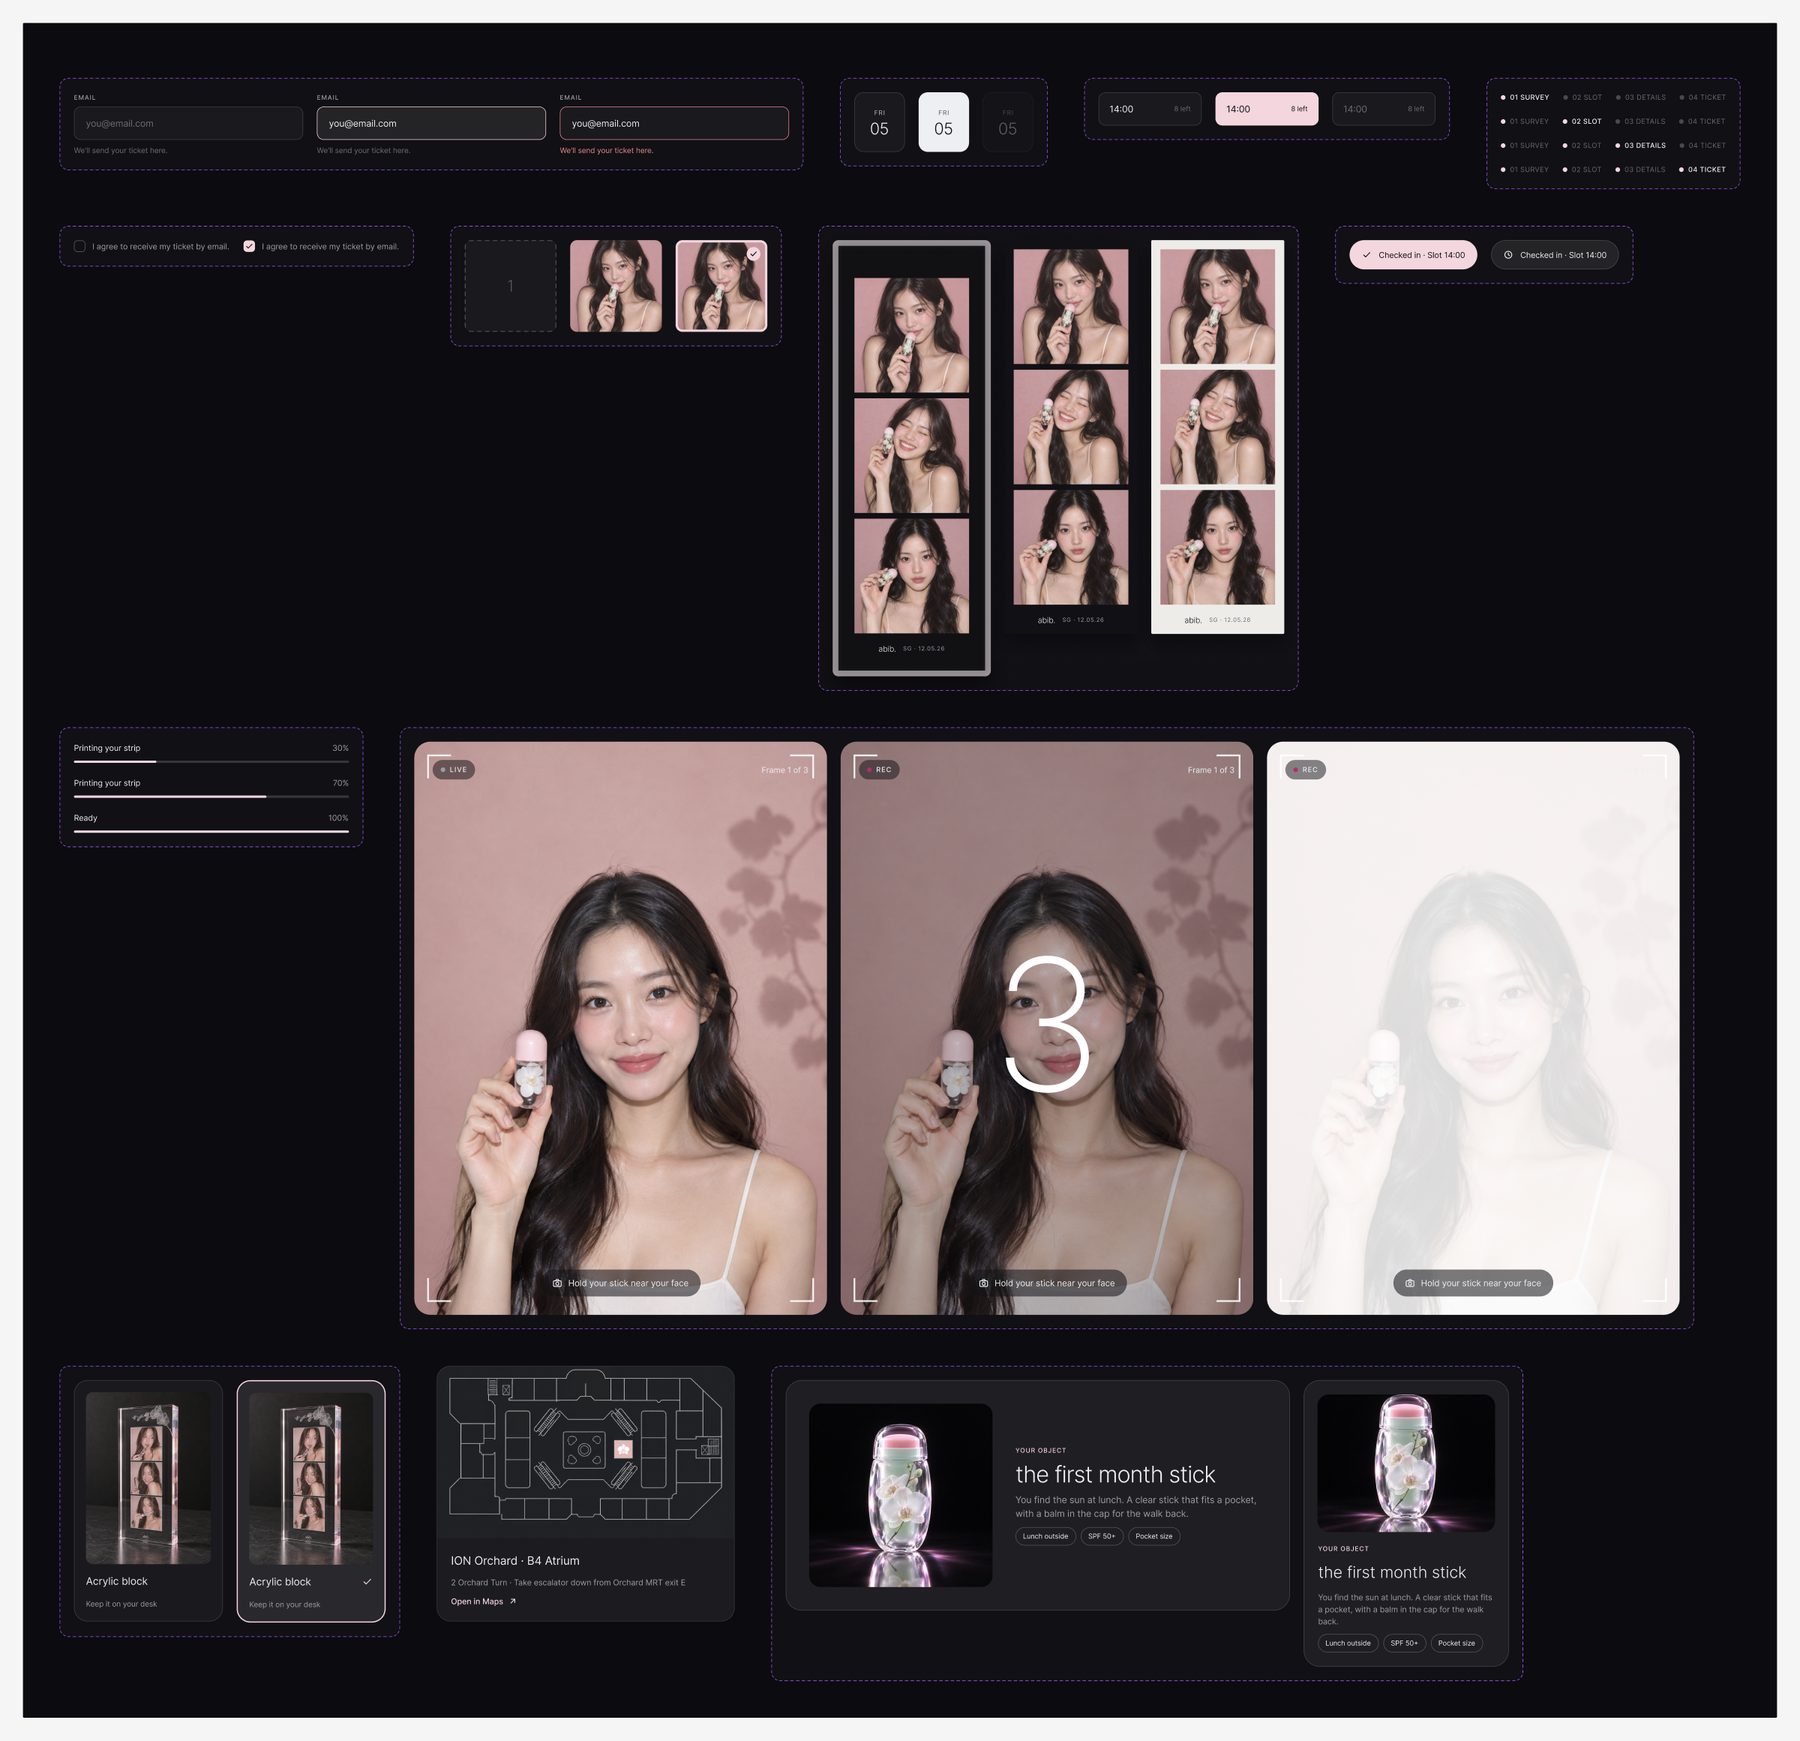 EMAIL
you@email.com
We'll send your ticket here.
EMAIL
you@email.com
We'll send your ticket here.
EMAIL
you@email.com
We'll send your ticket here.
FRI
05
FRI
05
FRI
05
14:00 8 left
14:00 8 left
14:00 8 left
01 SURVEY 02 SLOT 03 DETAILS 04 TICKET
01 SURVEY 02 SLOT 03 DETAILS 04 TICKET
01 SURVEY 02 SLOT 03 DETAILS 04 TICKET
01 SURVEY 02 SLOT 03 DETAILS 04 TICKET
I agree to receive my ticket by email.
I agree to receive my ticket by email.
1
abib. SG · 12.05.26
abib. SG · 12.05.26
abib. SG · 12.05.26
Checked in · Slot 14:00
Checked in · Slot 14:00
Printing your strip 30%
Printing your strip 70%
Ready 100%
LIVE
Frame 1 of 3
Hold your stick near your face
REC
Frame 1 of 3
3
Hold your stick near your face
REC
Hold your stick near your face
Acrylic block
Keep it on your desk
Acrylic block
Keep it on your desk
ION Orchard · B4 Atrium
2 Orchard Turn · Take escalator down from Orchard MRT exit E
Open in Maps
YOUR OBJECT
the first month stick
You find the sun at lunch. A clear stick that fits a pocket,
with a balm in the cap for the walk back.
Lunch outside SPF 50+ Pocket size
YOUR OBJECT
the first month stick
You find the sun at lunch. A clear stick that fits
a pocket, with a balm in the cap for the walk
back.
Lunch outside SPF 50+ Pocket size